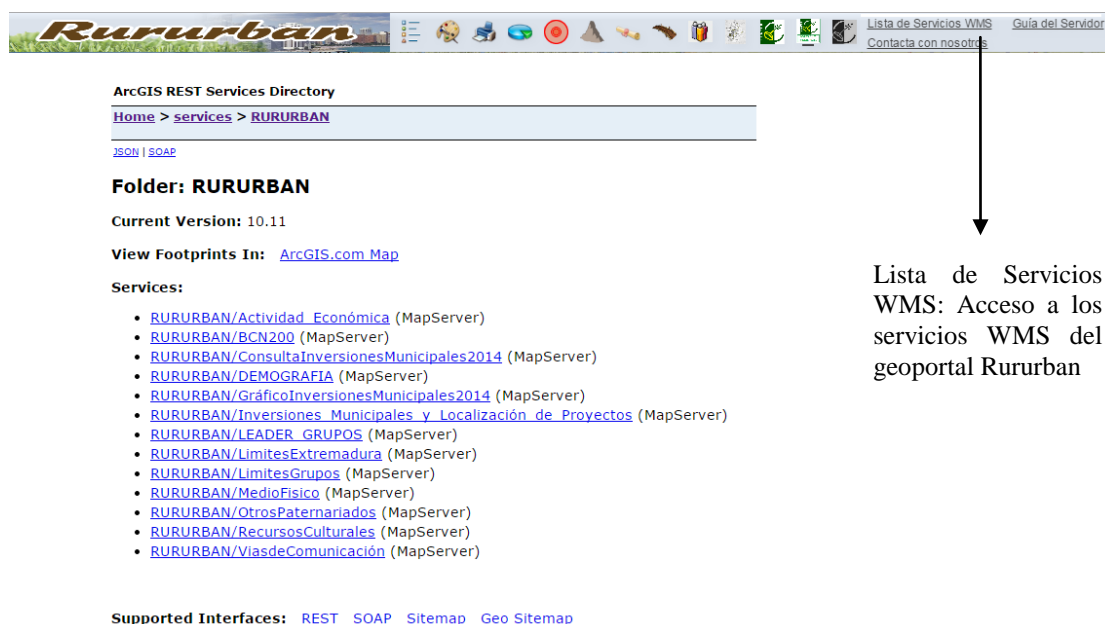 Rururban
Lista de Servicios WMS Guía del Servidor
Contacta con nosotros
ArcGIS REST Services Directory
Home > services > RURURBAN
JSON | SOAP
Folder: RURURBAN
Current Version: 10.11
View Footprints In: ArcGIS.com Map
Services:
• RURURBAN/Actividad_Económica (MapServer)
• RURURBAN/BCN200 (MapServer)
• RURURBAN/ConsultaInversionesMunicipales2014 (MapServer)
• RURURBAN/DEMOGRAFIA (MapServer)
• RURURBAN/GráficoInversionesMunicipales2014 (MapServer)
• RURURBAN/Inversiones_Municipales_y_Localización_de_Proyectos (MapServer)
• RURURBAN/LEADER_GRUPOS (MapServer)
• RURURBAN/LimitesExtremadura (MapServer)
• RURURBAN/LimitesGrupos (MapServer)
• RURURBAN/MedioFisico (MapServer)
• RURURBAN/OtrosPaternariados (MapServer)
• RURURBAN/RecursosCulturales (MapServer)
• RURURBAN/ViasdeComunicación (MapServer)
Supported Interfaces: REST SOAP Sitemap Geo Sitemap
Lista de Servicios
WMS: Acceso a los
servicios WMS del
geoportal Rururban